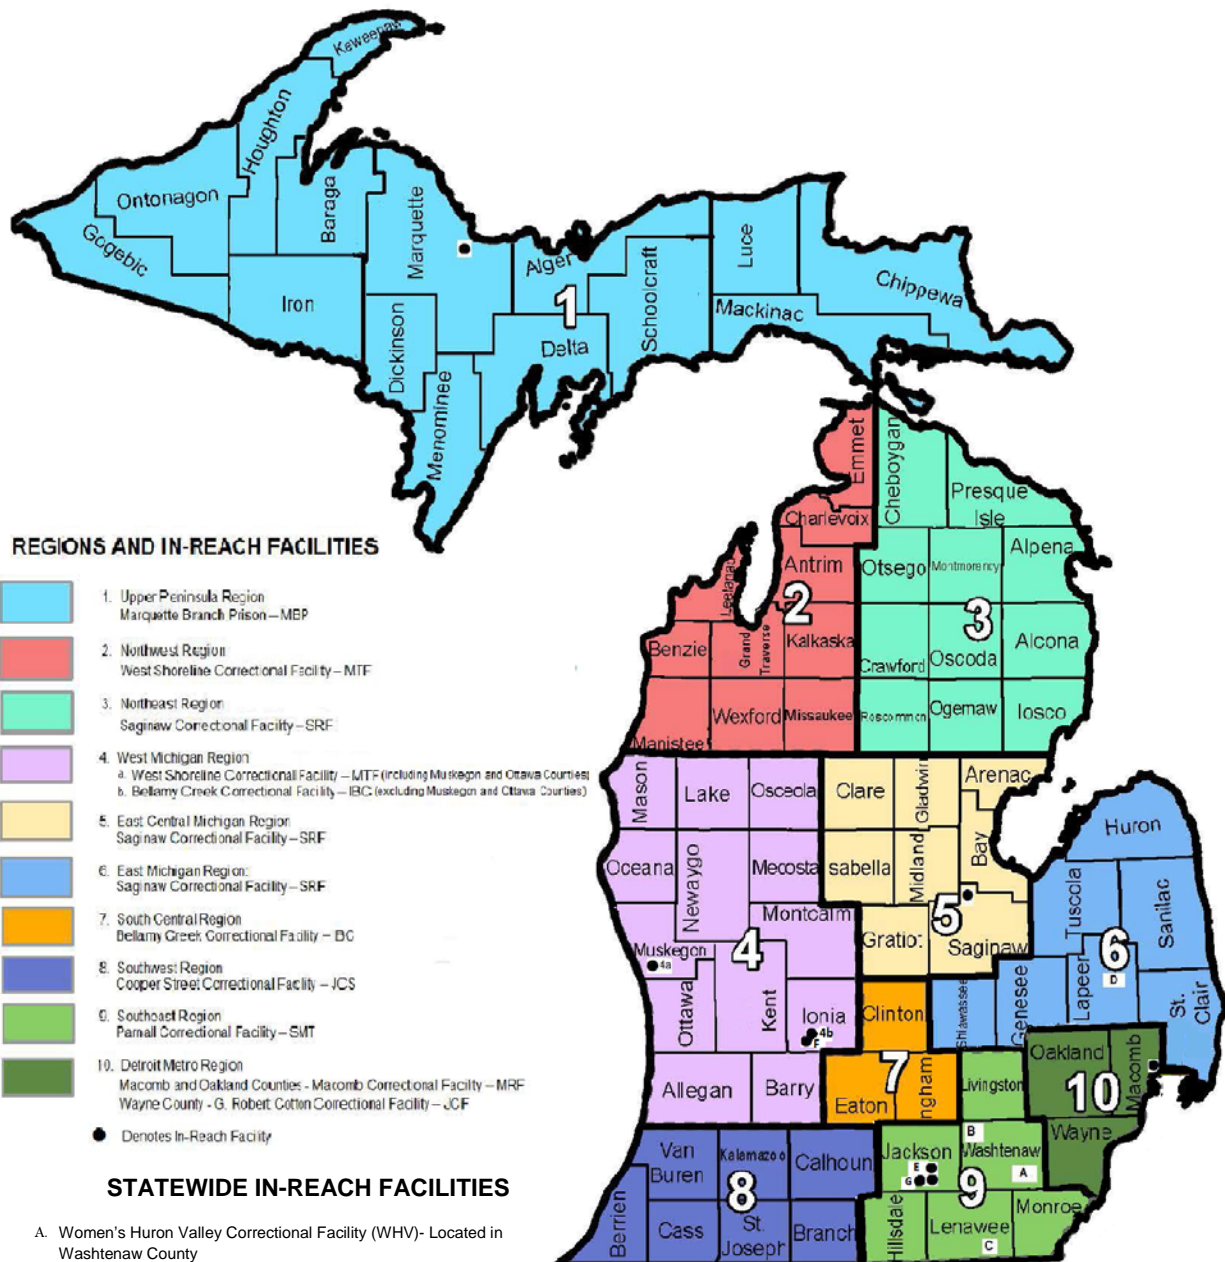 Keweenaw
Houghton
Ontonagon
Baraga
Marquette
Gogebic
Alger
Luce
Iron
Schoolcraft
Chippewa
1
Mackinac
Dickinson
Delta
Menominee
Emmet
Cheboygan
Presque
Isle
Charlevoix
REGIONS AND IN-REACH FACILITIES
Alpena
Antrim
Otsego
Montmorency
Leelanau
1. Upper Peninsula Region
Marquette Branch Prison – MBP
2
3
2. Northwest Region
West Shoreline Correctional Facility – MTF
Benzie
Grand
Traverse
Kalkaska
Crawford
Oscoda
Alcona
3. Northeast Region
Saginaw Correctional Facility – SRF
Manistee
Wexford
Missaukee
Roscommon
Ogemaw
Iosco
4. West Michigan Region
a. West Shoreline Correctional Facility – MTF (including Muskegon and Ottawa Counties)
b. Bellamy Creek Correctional Facility – IBC (excluding Muskegon and Ottawa Counties)
Mason
Lake
Osceola
Clare
Gladwin
Arenac
5. East Central Michigan Region
Saginaw Correctional Facility – SRF
Huron
Oceana
Newaygo
Mecosta
sabella
Midland
Bay
6. East Michigan Region:
Saginaw Correctional Facility – SRF
Tuscola
Sanilac
7. South Central Region
Bellamy Creek Correctional Facility – IBC
Montcalm
Gratiot
5
Saginaw
Muskegon
4a
4
6
8. Southwest Region
Cooper Street Correctional Facility – JCS
Lapeer
D
Ottawa
Kent
Ionia
4b
F
Clinton
Shiawassee
Genesee
St.
Clair
9. Southeast Region
Parnall Correctional Facility – SMT
Oakland
Macomb
10. Detroit Metro Region
Macomb and Oakland Counties - Macomb Correctional Facility – MRF
Wayne County - G. Robert Cotton Correctional Facility – JCF
Allegan
Barry
Eaton
7
ngham
Livingston
10
Denotes In-Reach Facility
Wayne
Van
Buren
Kalamazoo
Calhoun
Jackson
E
G
B
Washtenaw
A
STATEWIDE IN-REACH FACILITIES
8
9
Berrien
Cass
St.
Joseph
Branch
Hillsdale
Lenawee
C
Monroe
A. Women's Huron Valley Correctional Facility (WHV)- Located in
Washtenaw County